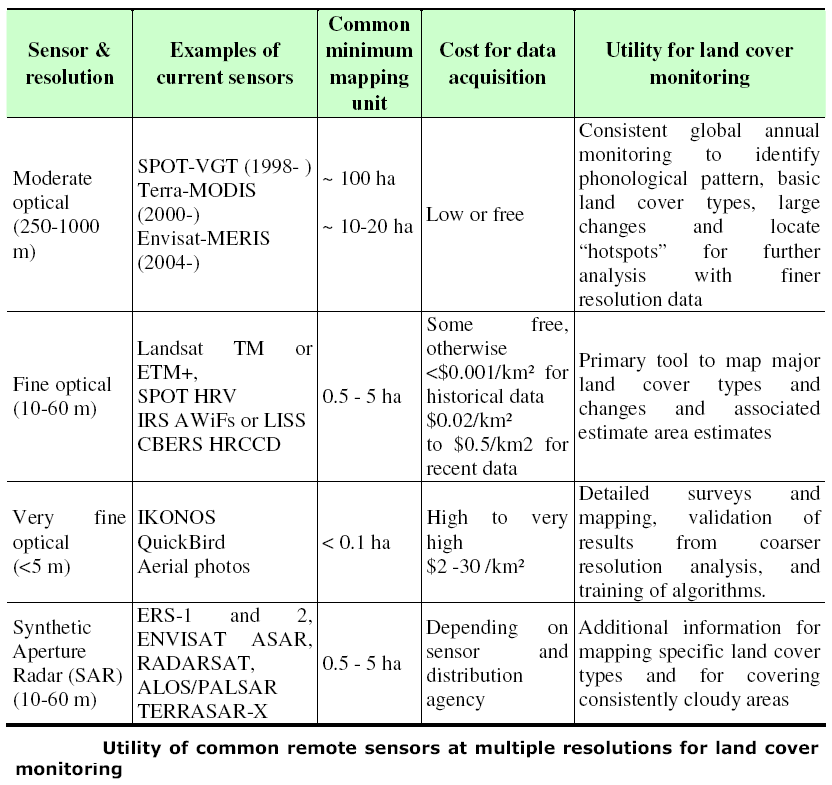 Sensor &
resolution
Examples of
current sensors
Common
minimum
mapping
unit
Cost for data
acquisition
Utility for land cover
monitoring
Moderate
optical
(250-1000
m)
SPOT-VGT (1998- )
Terra-MODIS
(2000-)
Envisat-MERIS
(2004-)
~ 100 ha
~ 10-20 ha
Low or free
Consistent global annual
monitoring to identify
phonological pattern, basic
land cover types, large
changes and locate
“hotspots” for further
analysis with finer
resolution data
Fine optical
(10-60 m)
Landsat TM or
ETM+,
SPOT HRV
IRS AWiFs or LISS
CBERS HRCCD
0.5 - 5 ha
Some free,
otherwise
<$0.001/km² for
historical data
$0.02/km²
to $0.5/km2 for
recent data
Primary tool to map major
land cover types and
changes and associated
estimate area estimates
Very fine
optical
(<5 m)
IKONOS
QuickBird
Aerial photos
< 0.1 ha
High to very
high
$2 -30 /km²
Detailed surveys and
mapping, validation of
results from coarser
resolution analysis, and
training of algorithms.
Synthetic
Aperture
Radar (SAR)
(10-60 m)
ERS-1 and 2,
ENVISAT ASAR,
RADARSAT,
ALOS/PALSAR
TERRASAR-X
0.5 - 5 ha
Depending on
sensor and
distribution
agency
Additional information for
mapping specific land cover
types and for covering
consistently cloudy areas
Utility of common remote sensors at multiple resolutions for land cover
monitoring